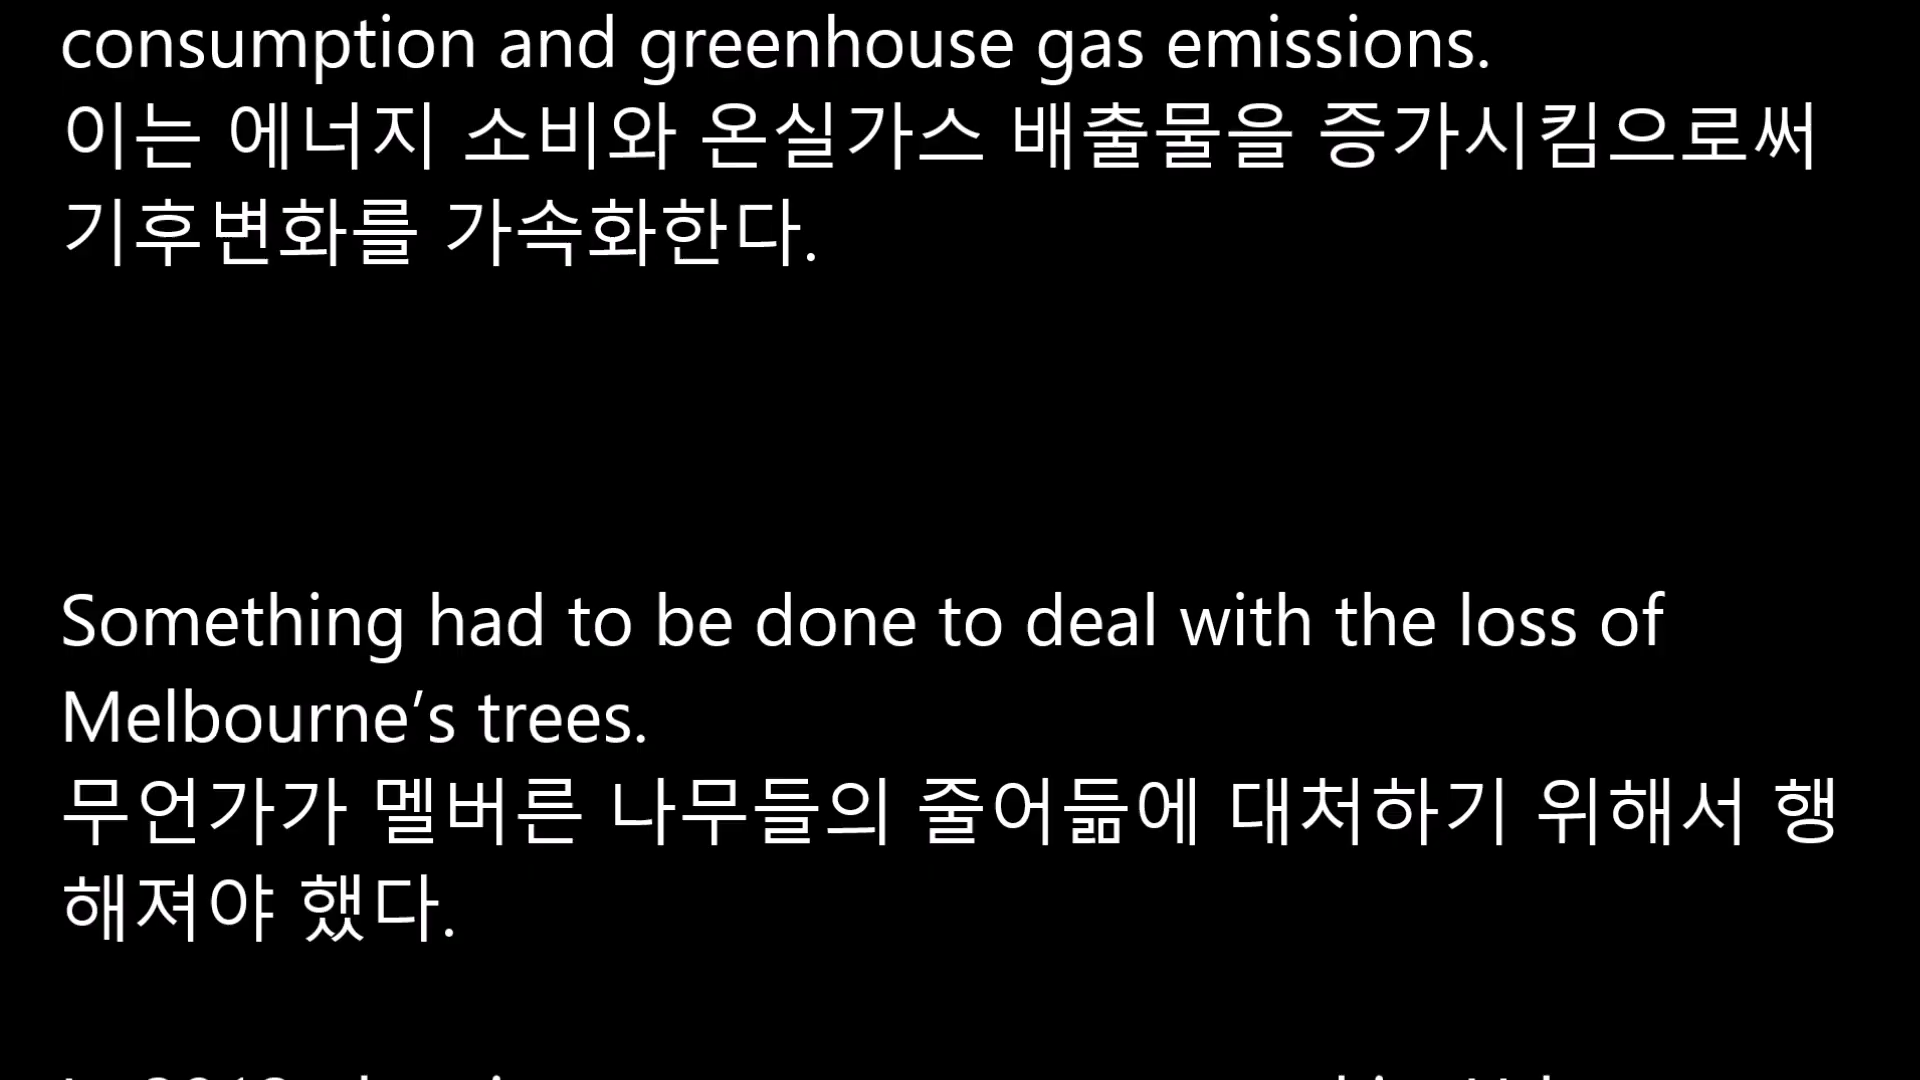 consumption and greenhouse gas emissions.
이는 에너지 소비와 온실가스 배출물을 증가시킴으로써
기후변화를 가속화한다.
Something had to be done to deal with the loss of
Melbourne’s trees.
무언가가 멜버른 나무들의 줄어듦에 대처하기 위해서 행
해져야 했다.